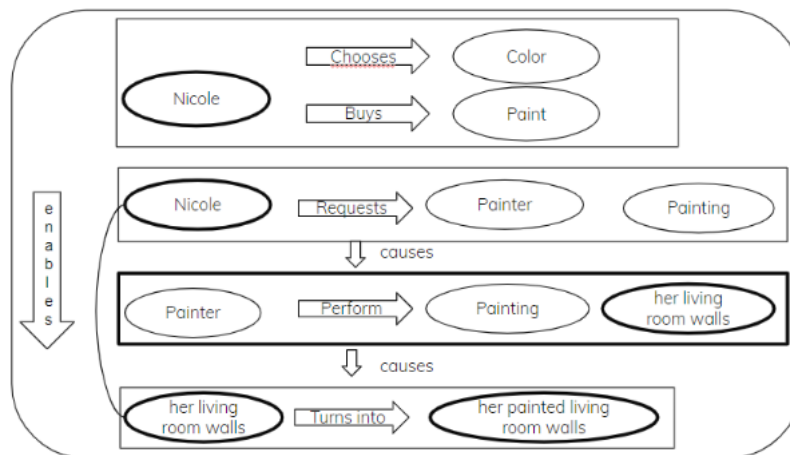 Chooses
Color
Nicole
Buys
Paint
enables
Nicole
Requests
Painter
Painting
causes
Painter
Perform
Painting
her living
room walls
causes
her living
room walls
Turns into
her painted living
room walls